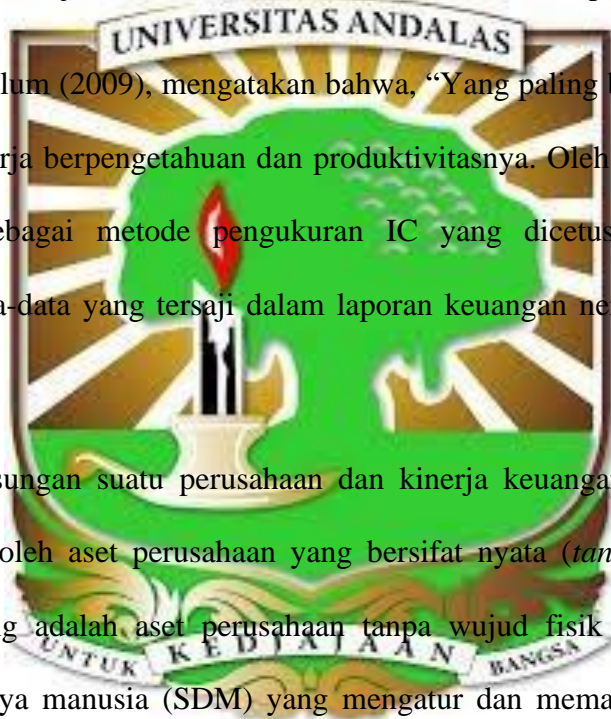 UNIVERSITAS ANDALAS
lum (2009), mengatakan bahwa, “Yang paling
rja berpengetahuan dan produktivitasnya. Oleh
ebagai metode pengukuran IC yang dicetus
a-data yang tersaji dalam laporan keuangan
sungan suatu perusahaan dan kinerja keuangan
oleh aset perusahaan yang bersifat nyata (tan
g adalah aset perusahaan tanpa wujud fisik
UNTUK KEDJAJAAN BANGSA
ya manusia (SDM) yang mengatur dan mema